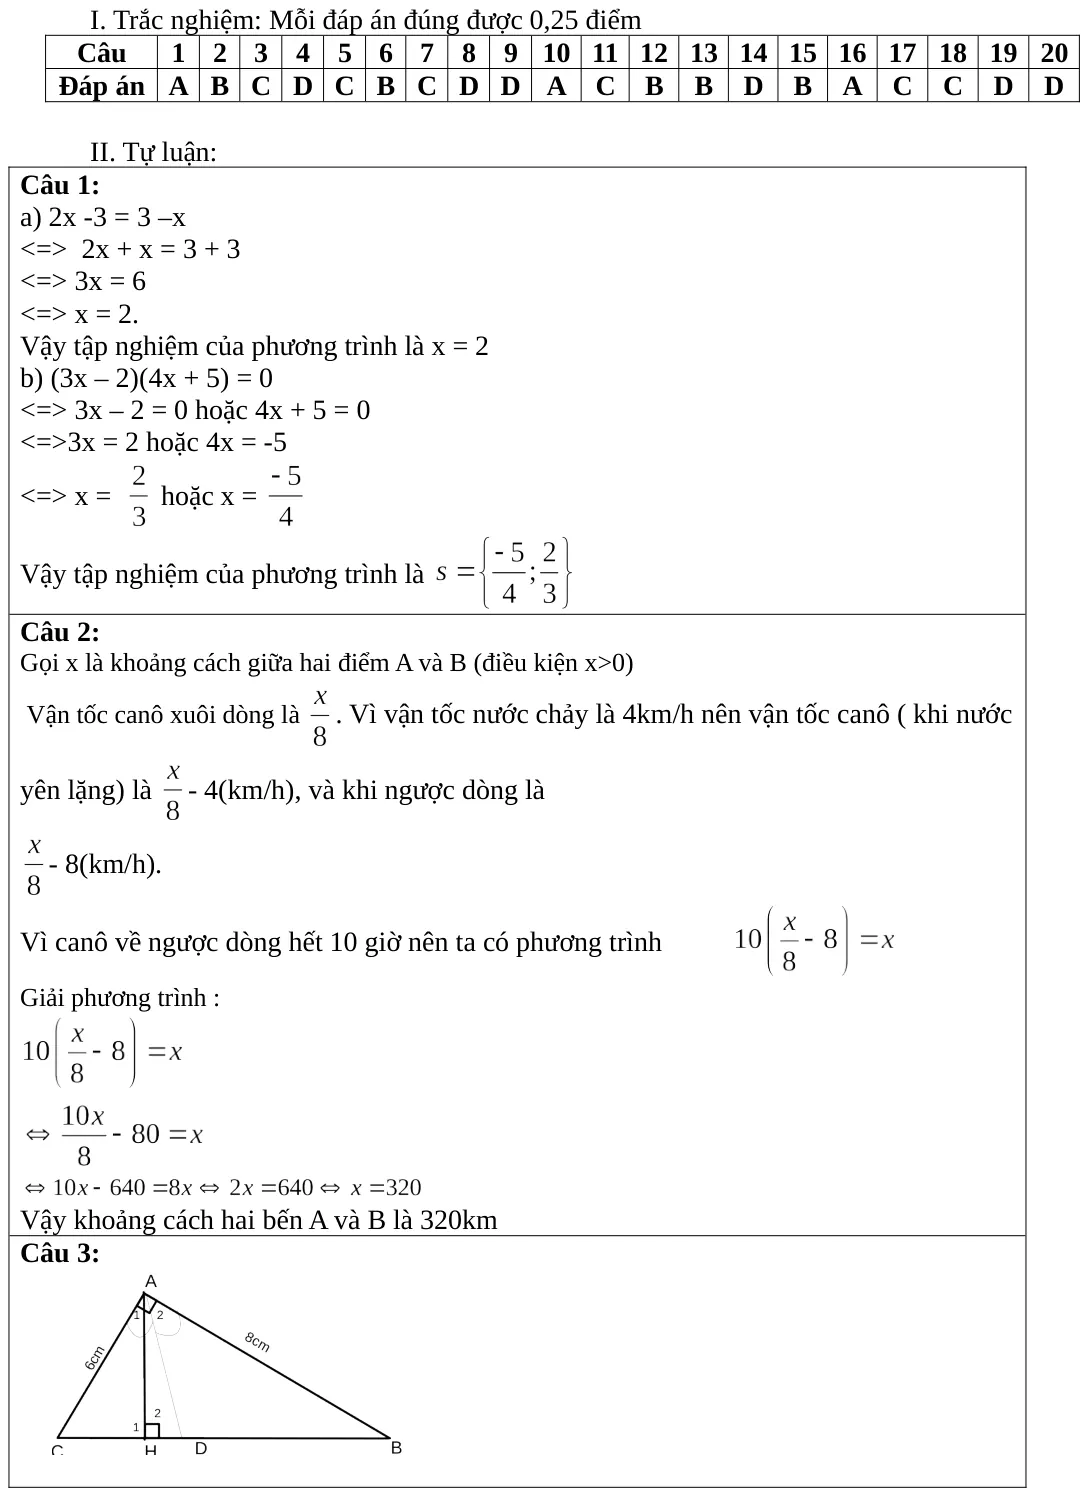 I. Trắc nghiệm: Mỗi đáp án đúng được 0,25 điểm
Câu 1 2 3 4 5 6 7 8 9 10 11 12 13 14 15 16 17 18 19 20
Đáp án A B C D C B C D D A C B B D B A C C D D
II. Tự luận:
Câu 1:
a) 2x -3 = 3 –x
<=> 2x + x = 3 + 3
<=> 3x = 6
<=> x = 2.
Vậy tập nghiệm của phương trình là x = 2
b) (3x – 2)(4x + 5) = 0
<=> 3x – 2 = 0 hoặc 4x + 5 = 0
<=>3x = 2 hoặc 4x = -5
<=> x = 2/3 hoặc x = -5/4
Vậy tập nghiệm của phương trình là s = {-5/4; 2/3}
Câu 2:
Gọi x là khoảng cách giữa hai điểm A và B (điều kiện x>0)
Vận tốc canô xuôi dòng là x/8 . Vì vận tốc nước chảy là 4km/h nên vận tốc canô ( khi nước
yên lặng) là x/8 - 4(km/h), và khi ngược dòng là
x/8 - 8(km/h).
Vì canô về ngược dòng hết 10 giờ nên ta có phương trình 10(x/8 - 8) = x
Giải phương trình :
10(x/8 - 8) = x
⇔ 10x/8 - 80 = x
⇔ 10x - 640 =8x ⇔ 2x =640 ⇔ x =320
Vậy khoảng cách hai bến A và B là 320km
Câu 3:
A
1 2
6cm 8cm
1 2
C H D B